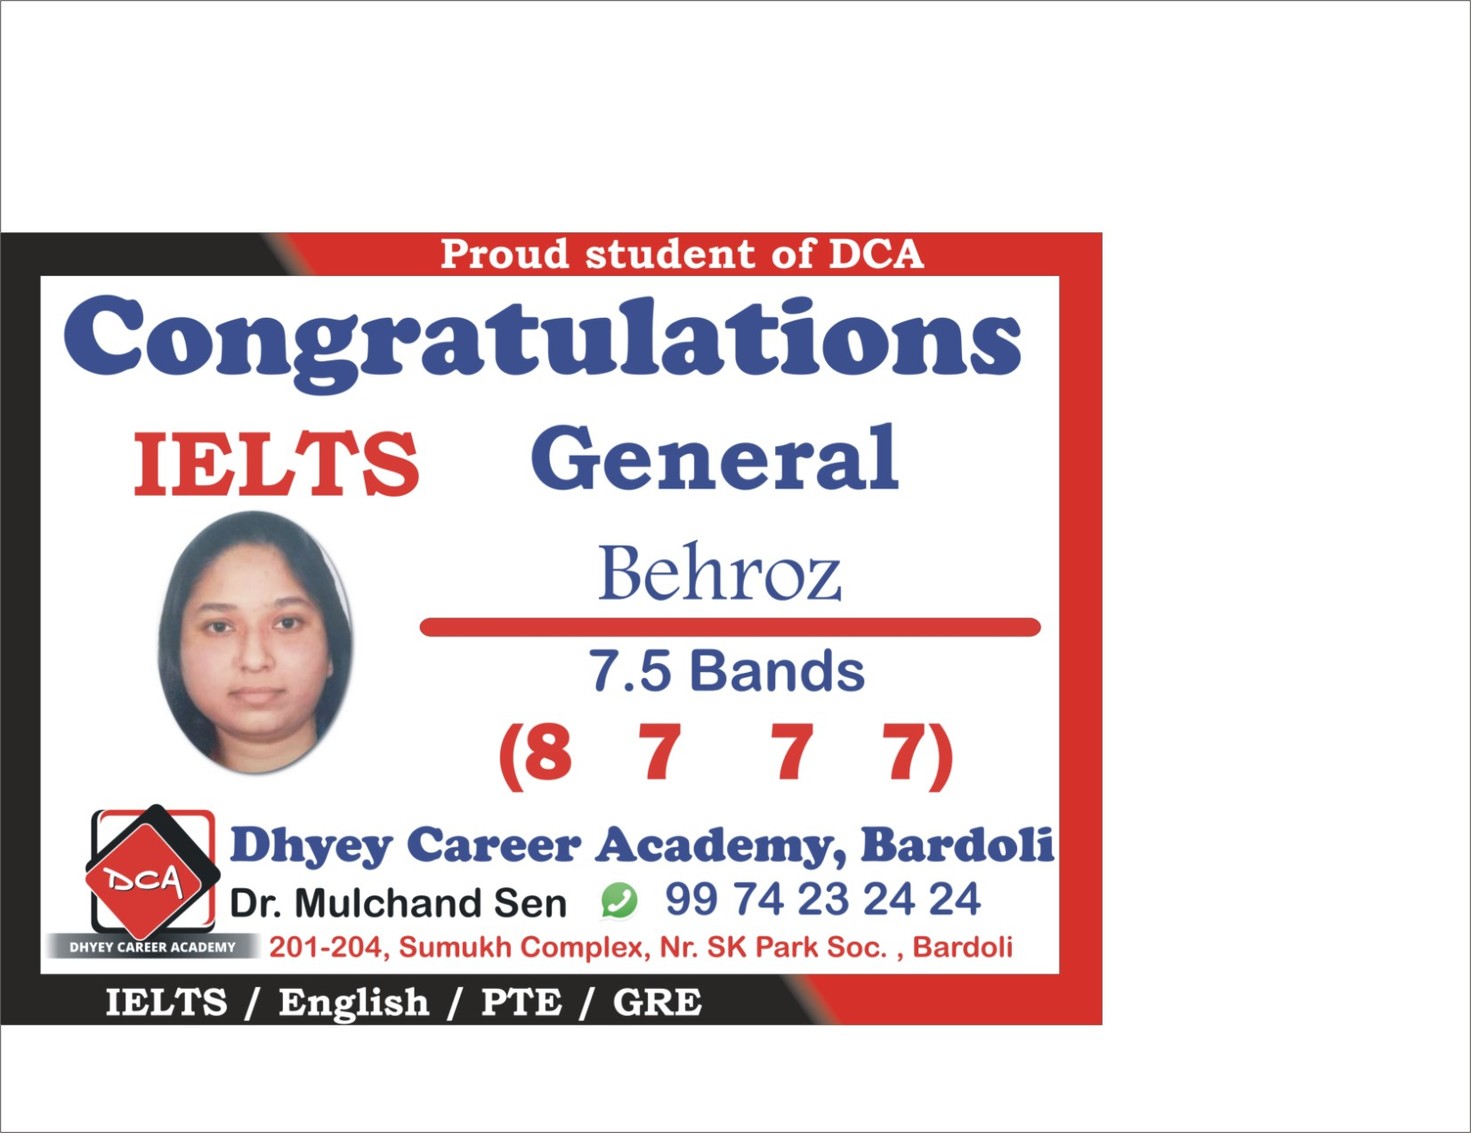 Proud student of DCA
Congratulations
IELTS General
Behroz
7.5 Bands
(8 7 7 7)
DCA
DHYEY CAREER ACADEMY
Dhyey Career Academy, Bardoli
Dr. Mulchand Sen 99 74 23 24 24
201-204, Sumukh Complex, Nr. SK Park Soc. , Bardoli
IELTS / English / PTE / GRE